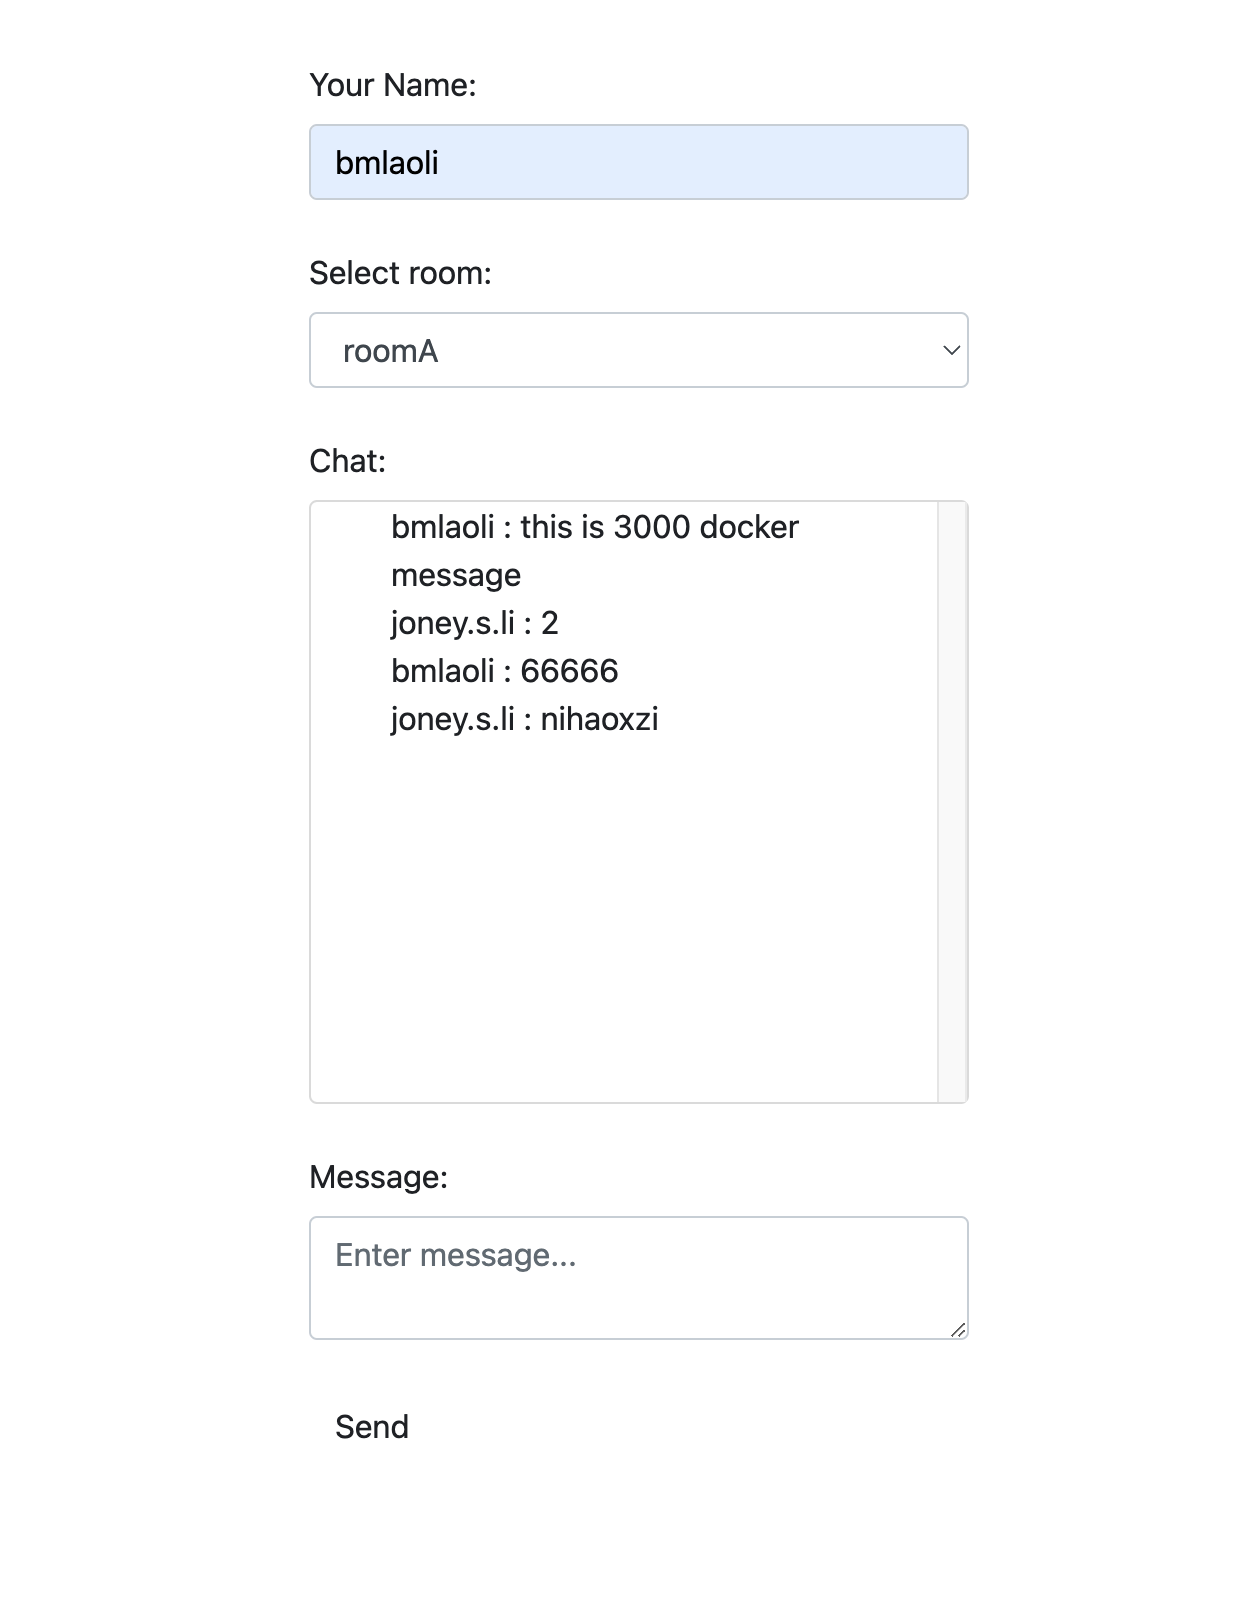 Your Name:
bmlaoli
Select room:
roomA
Chat:
bmlaoli : this is 3000 docker
message
joney.s.li : 2
bmlaoli : 66666
joney.s.li : nihaoxzi
Message:
Enter message...
Send